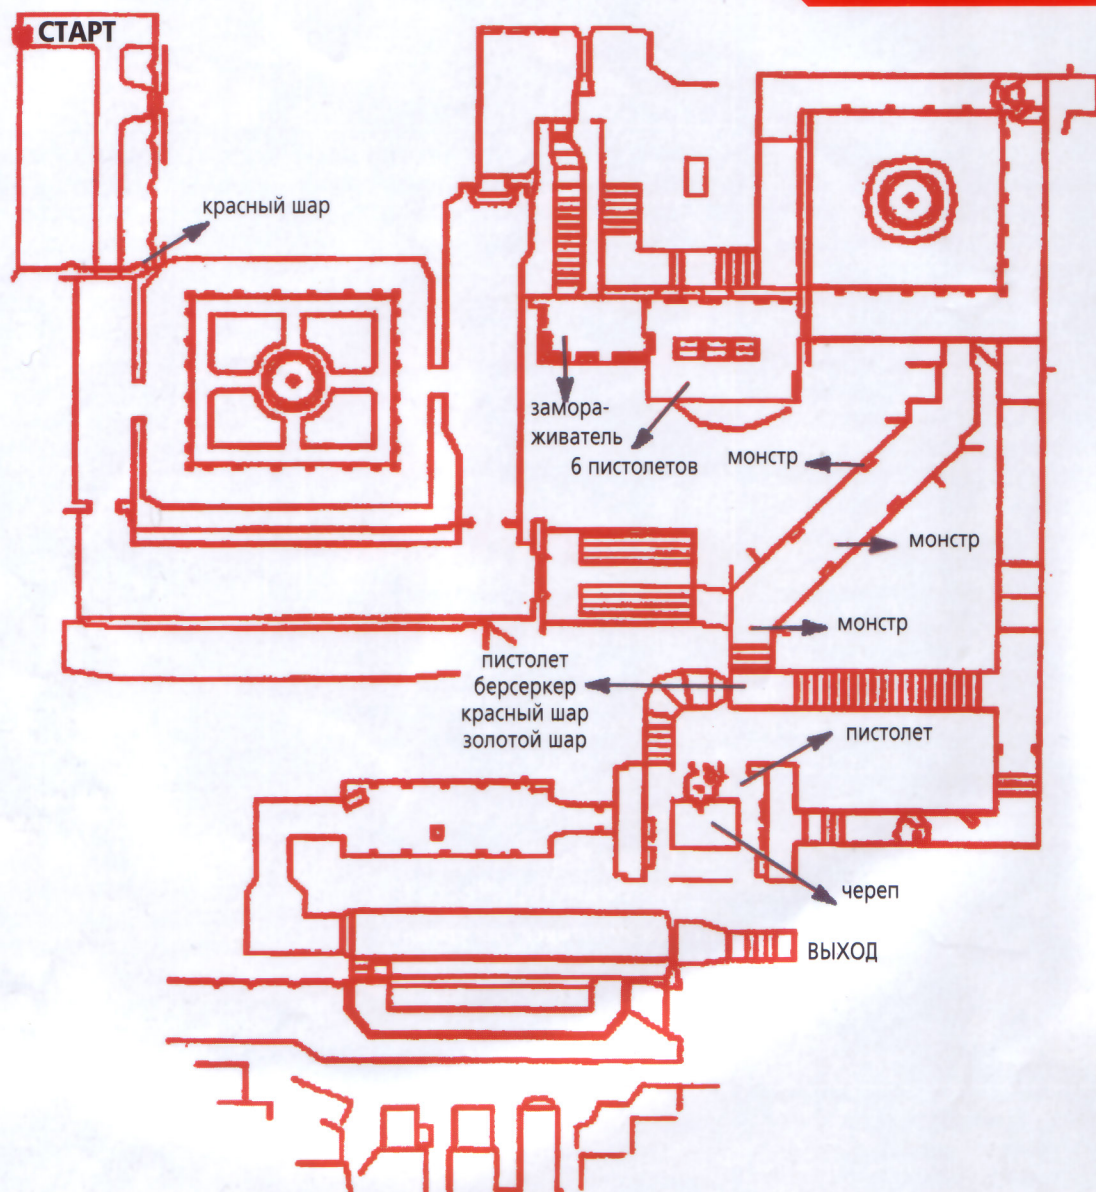 СТАРТ
красный шар
замора-
живатель
6 пистолетов
монстр
монстр
монстр
пистолет
берсеркер
красный шар
золотой шар
пистолет
череп
ВЫХОД